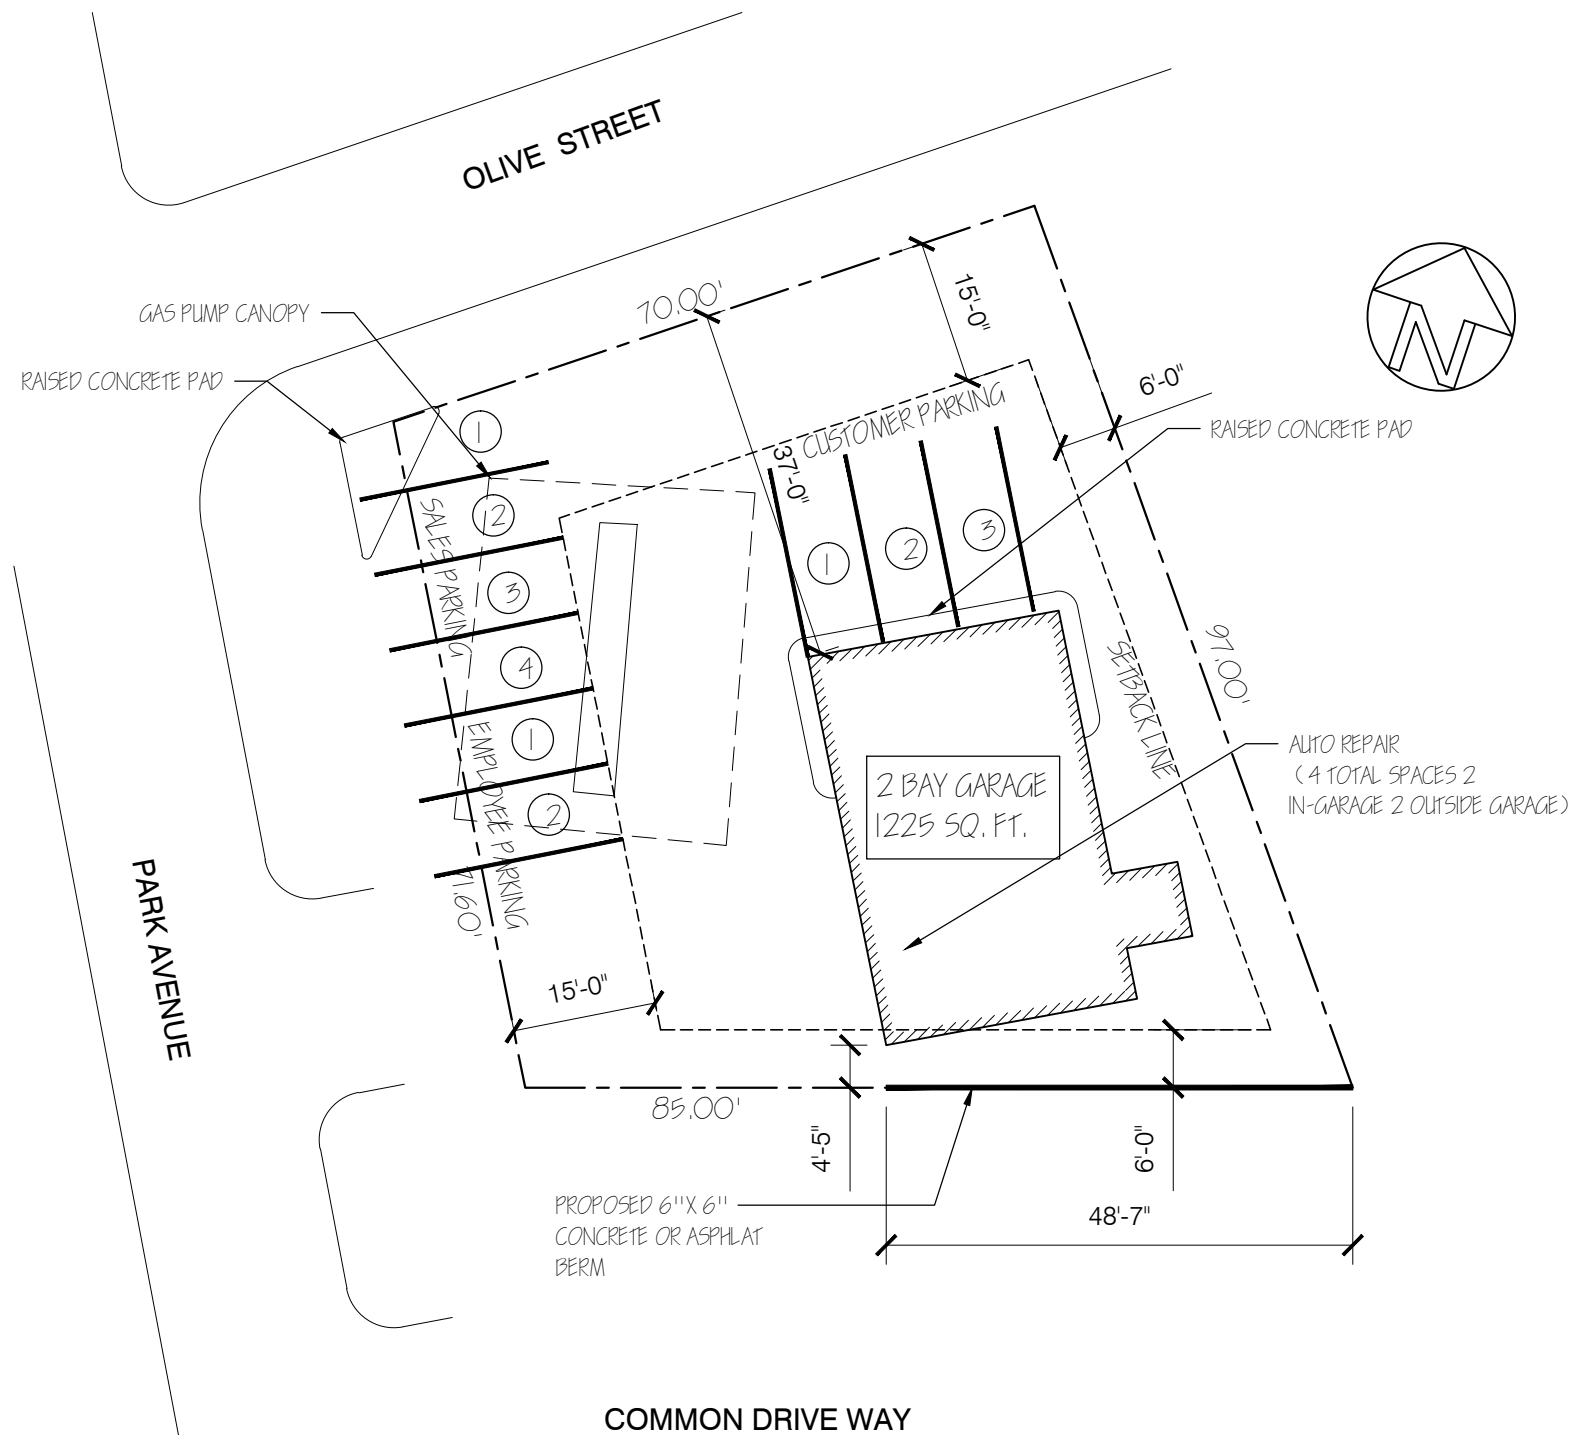 OLIVE STREET
70.00'
15'-0"
GAS PUMP CANOPY
RAISED CONCRETE PAD
6'-0"
CUSTOMER PARKING
RAISED CONCRETE PAD
37'-0"
1
2
3
4
1
2
SALES PARKING
EMPLOYEE PARKING
1
2
3
SETBACK LINE
97.00'
AUTO REPAIR
(4 TOTAL SPACES 2
IN-GARAGE 2 OUTSIDE GARAGE)
2 BAY GARAGE
1225 SQ. FT.
71.60'
PARK AVENUE
15'-0"
85.00'
4'-5"
6'-0"
48'-7"
PROPOSED 6"X 6"
CONCRETE OR ASPHLAT
BERM
COMMON DRIVE WAY
N